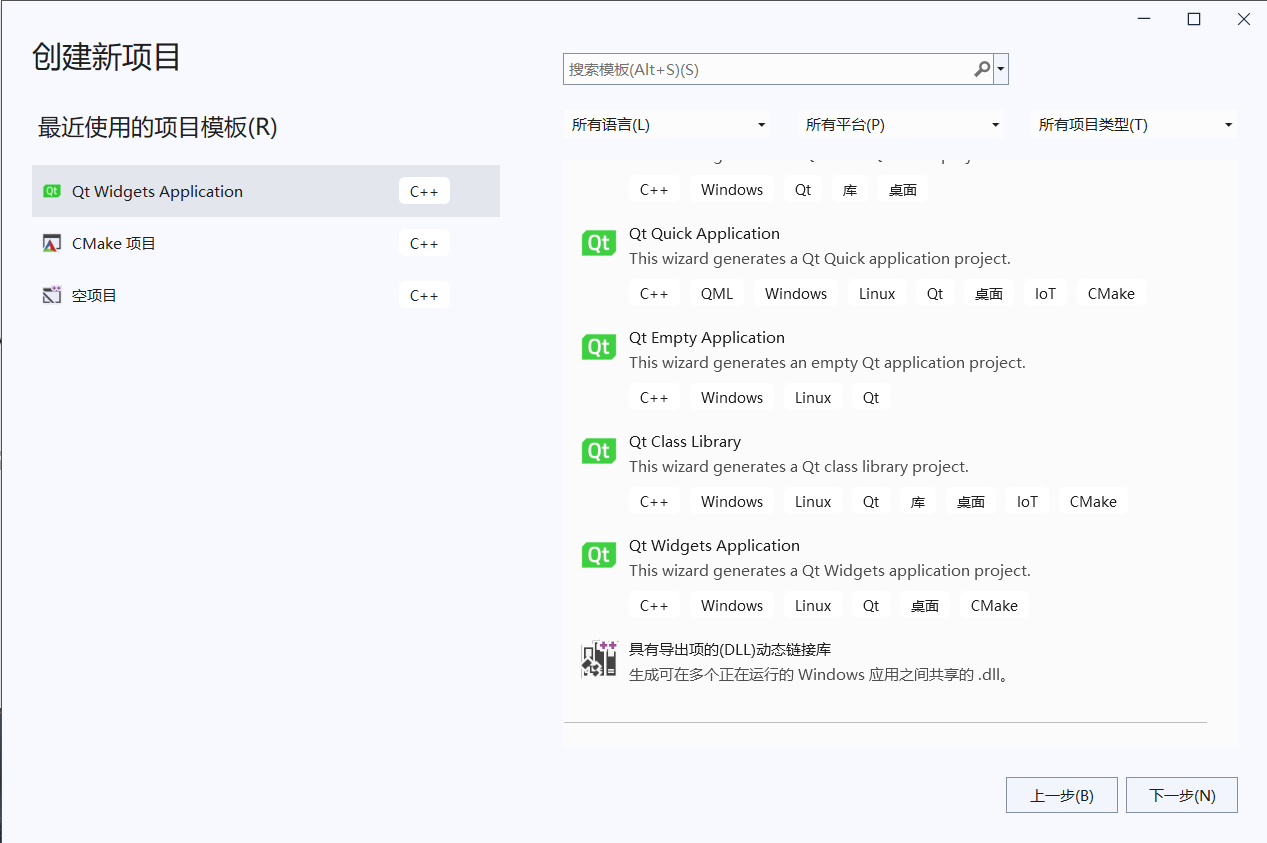 创建新项目
搜索模板(Alt+S)(S)
最近使用的项目模板(R)
所有语言(L)
所有平台(P)
所有项目类型(T)
Qt Widgets Application
C++
CMake 项目
C++
空项目
C++
C++ Windows Qt 库 桌面
Qt Quick Application
This wizard generates a Qt Quick application project.
C++ QML Windows Linux Qt 桌面 IoT CMake
Qt Empty Application
This wizard generates an empty Qt application project.
C++ Windows Linux Qt
Qt Class Library
This wizard generates a Qt class library project.
C++ Windows Linux Qt 库 桌面 IoT CMake
Qt Widgets Application
This wizard generates a Qt Widgets application project.
C++ Windows Linux Qt 桌面 CMake
具有导出项的(DLL)动态链接库
生成可在多个正在运行的 Windows 应用之间共享的 .dll。
上一步(B)
下一步(N)